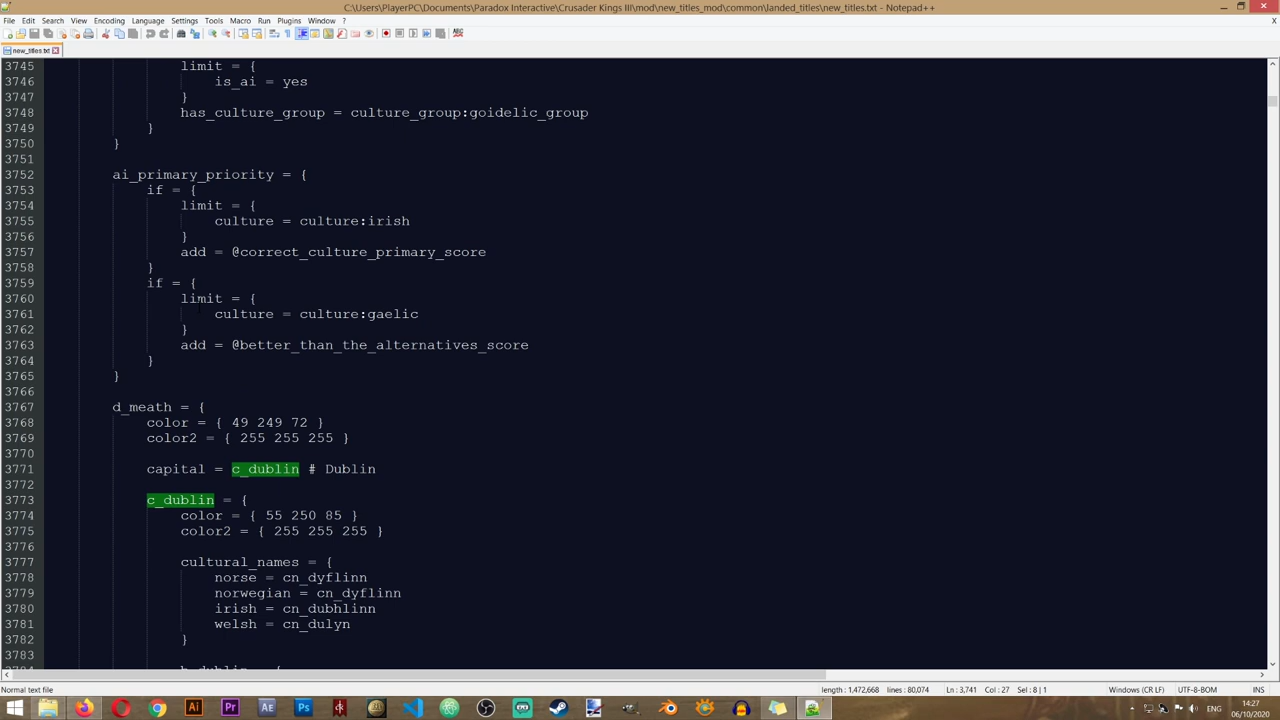 C:\Users\PlayerPC\Documents\Paradox Interactive\Crusader Kings III\mod\new_titles_mod\common\landed_titles\new_titles.txt - Notepad++
File Edit Search View Encoding Language Settings Tools Macro Run Plugins Window ? X
new_titles.txt
3745 limit = {
3746 is_ai = yes
3747 }
3748 has_culture_group = culture_group:goidelic_group
3749 }
3750 }
3751
3752 ai_primary_priority = {
3753 if = {
3754 limit = {
3755 culture = culture:irish
3756 }
3757 add = @correct_culture_primary_score
3758 }
3759 if = {
3760 limit = {
3761 culture = culture:gaelic
3762 }
3763 add = @better_than_the_alternatives_score
3764 }
3765 }
3766
3767 d_meath = {
3768 color = { 49 249 72 }
3769 color2 = { 255 255 255 }
3770
3771 capital = c_dublin # Dublin
3772
3773 c_dublin = {
3774 color = { 55 250 85 }
3775 color2 = { 255 255 255 }
3776
3777 cultural_names = {
3778 norse = cn_dyflinn
3779 norwegian = cn_dyflinn
3780 irish = cn_dubhlinn
3781 welsh = cn_dulyn
3782 }
3783
3784 b_dublin = {
Normal text file length : 1,472,668 lines : 80,074 Ln : 3,741 Col : 27 Sel : 8 | 1 Windows (CR LF) UTF-8-BOM INS
Ai Pr Ae Ps ENG 14:27
06/10/2020